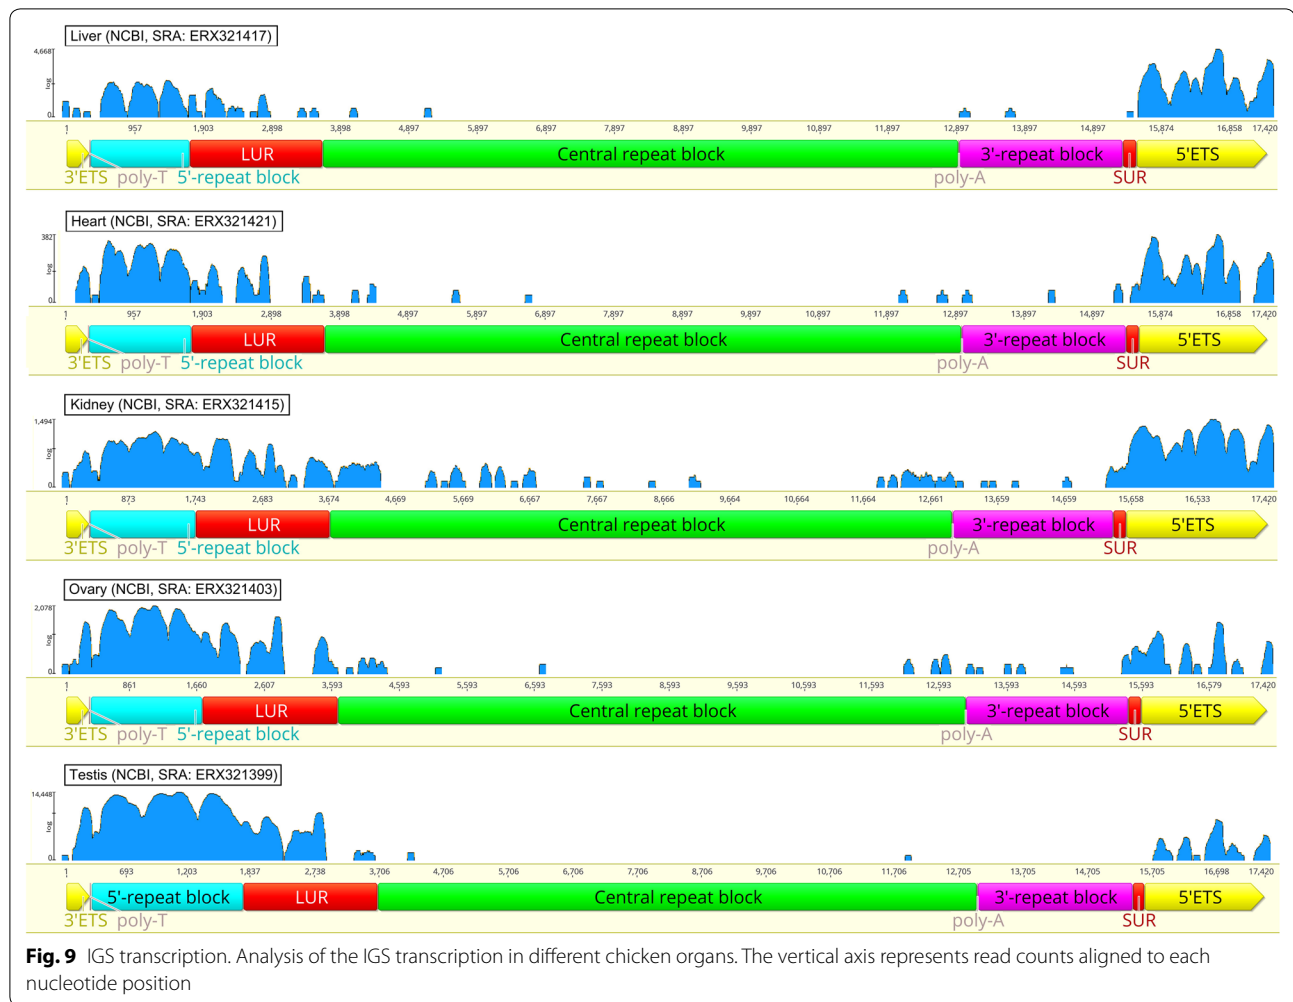 Liver (NCBI, SRA: ERX321417)
4,668
log
0
1 957 1,903 2,898 3,898 4,897 5,897 6,897 7,897 8,897 9,897 10,897 11,897 12,897 13,897 14,897 15,874 16,858 17,420
LUR Central repeat block 3'-repeat block 5'ETS
3'ETS poly-T 5'-repeat block poly-A SUR
Heart (NCBI, SRA: ERX321421)
382
log
0
1 957 1,903 2,898 3,898 4,897 5,897 6,897 7,897 8,897 9,897 10,897 11,897 12,897 13,897 14,897 15,874 16,858 17,420
LUR Central repeat block 3'-repeat block 5'ETS
3'ETS poly-T 5'-repeat block poly-A SUR
Kidney (NCBI, SRA: ERX321415)
1,494
log
0
1 873 1,743 2,683 3,674 4,669 5,669 6,667 7,667 8,666 9,664 10,664 11,664 12,661 13,659 14,659 15,658 16,533 17,420
LUR Central repeat block 3'-repeat block 5'ETS
3'ETS poly-T 5'-repeat block poly-A SUR
Ovary (NCBI, SRA: ERX321403)
2,078
log
0
1 861 1,660 2,607 3,593 4,593 5,593 6,593 7,593 8,593 9,593 10,593 11,593 12,593 13,593 14,593 15,593 16,579 17,420
LUR Central repeat block 3'-repeat block 5'ETS
3'ETS poly-T 5'-repeat block poly-A SUR
Testis (NCBI, SRA: ERX321399)
14,448
log
0
1 693 1,203 1,837 2,738 3,706 4,706 5,706 6,706 7,706 8,706 9,706 10,706 11,706 12,705 13,705 14,705 15,705 16,698 17,420
5'-repeat block LUR Central repeat block 3'-repeat block 5'ETS
3'ETS poly-T poly-A SUR
Fig. 9 IGS transcription. Analysis of the IGS transcription in different chicken organs. The vertical axis represents read counts aligned to each
nucleotide position